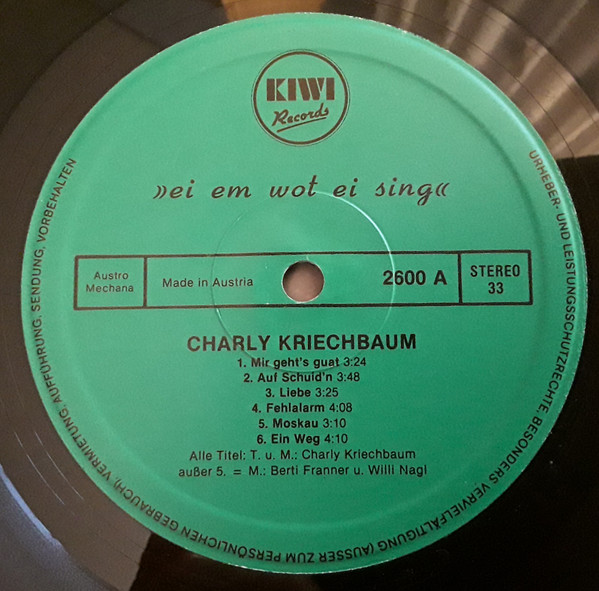 KIWI
Records
»ei em wot ei sing«
Austro
Mechana
Made in Austria
2600 A
STEREO
33
CHARLY KRIECHBAUM
1. Mir geht's guat 3:24
2. Auf Schuid'n 3:48
3. Liebe 3:25
4. Fehlalarm 4:08
5. Moskau 3:10
6. Ein Weg 4:10
Alle Titel: T. u. M.: Charly Kriechbaum
außer 5. = M.: Berti Franner u. Willi Nagl
URHEBER- UND LEISTUNGSSCHUTZRECHTE, BESONDERS VERVIELFÄLTIGUNG (AUSSER ZUM PERSÖNLICHEN GEBRAUCH), VERMIETUNG, AUFFÜHRUNG, SENDUNG, VORBEHALTEN